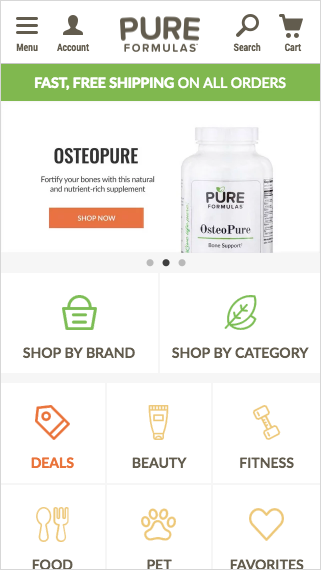 PURE
FORMULAS
Menu
Account
Search
Cart
FAST, FREE SHIPPING ON ALL ORDERS
OSTEOPURE
Fortify your bones with this natural
and nutrient-rich supplement
SHOP NOW
PURE
FORMULAS
OsteoPure
Bone Support
SHOP BY BRAND
SHOP BY CATEGORY
DEALS
BEAUTY
FITNESS
FOOD
PET
FAVORITES